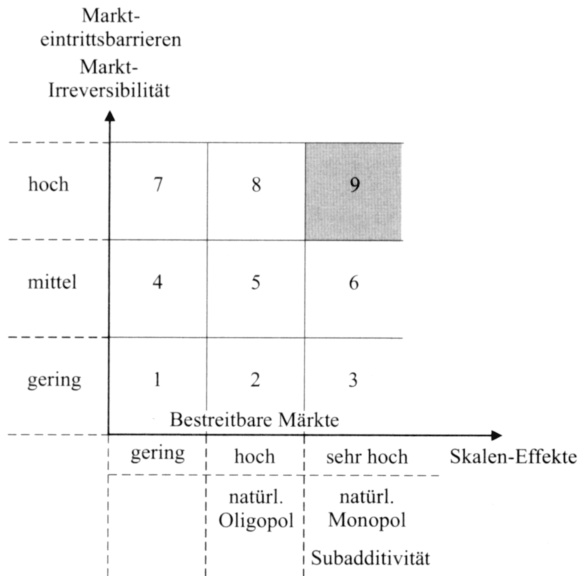 Markt-
eintrittsbarrieren
Markt-
Irreversibilität
hoch 7 8 9
mittel 4 5 6
gering 1 2 3
Bestreitbare Märkte
gering hoch sehr hoch Skalen-Effekte
natürl. natürl.
Oligopol Monopol
Subadditivität